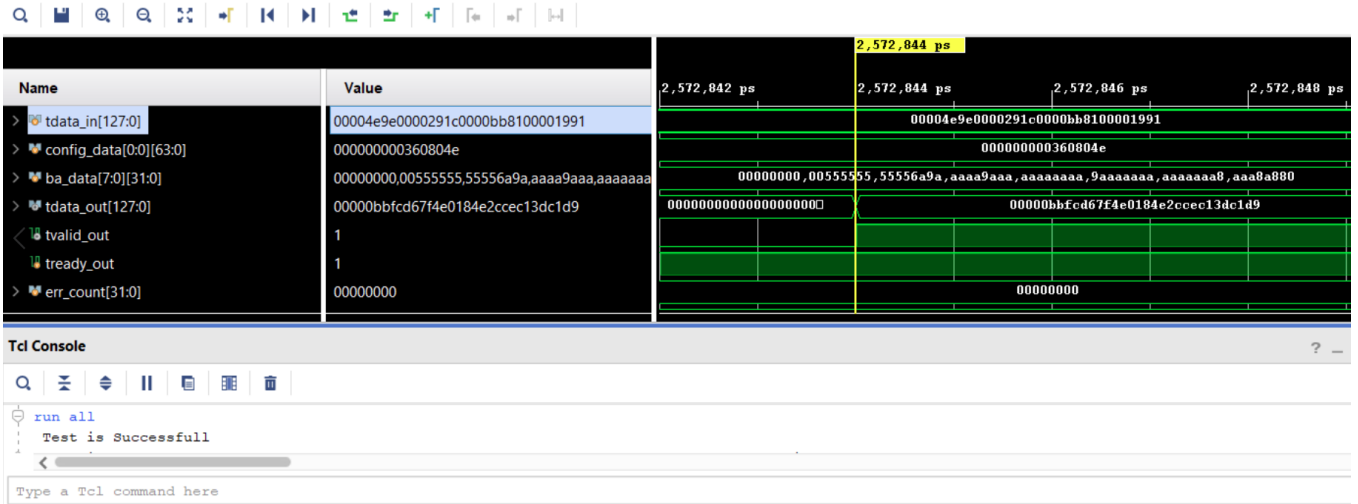 2,572,844 ps
Name Value 2,572,842 ps 2,572,844 ps 2,572,846 ps 2,572,848 ps
tdata_in[127:0] 00004e9e0000291c0000bb8100001991 00004e9e0000291c0000bb8100001991
config_data[0:0][63:0] 000000000360804e 000000000360804e
ba_data[7:0][31:0] 00000000,00555555,55556a9a,aaaa9aaa,aaaaaaa 00000000,00555555,55556a9a,aaaa9aaa,aaaaaaaa,9aaaaaaa,aaaaaaa8,aaa8a880
tdata_out[127:0] 00000bbfcd67f4e0184e2ccec13dc1d9 0000000000000000000 00000bbfcd67f4e0184e2ccec13dc1d9
tvalid_out 1
tready_out 1
err_count[31:0] 00000000 00000000
Tcl Console
run all
Test is Successfull
Type a Tcl command here